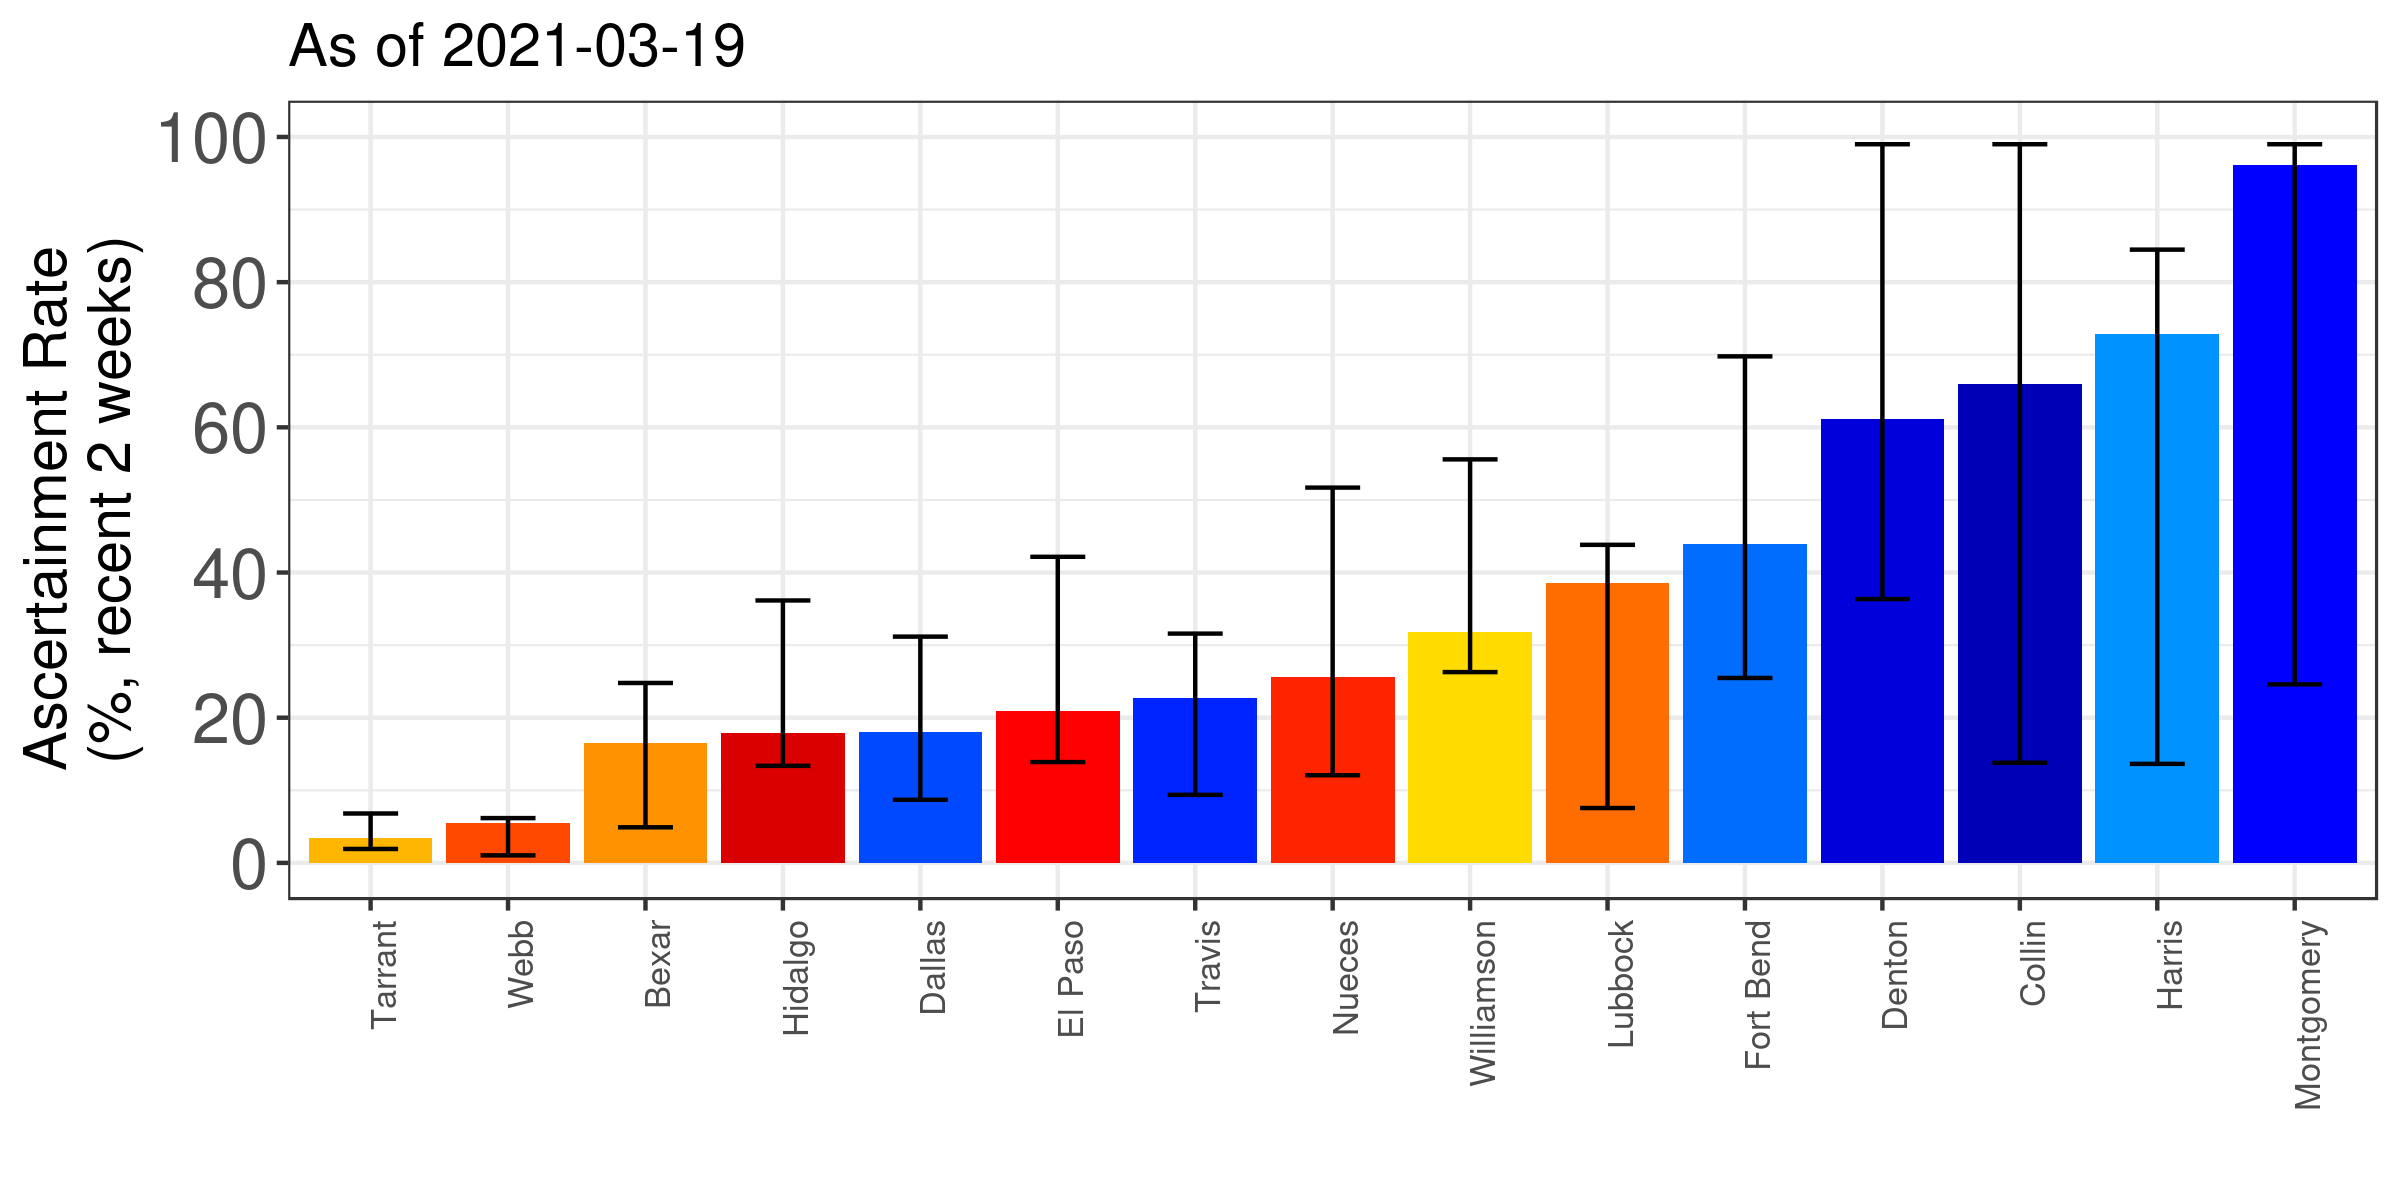 As of 2021-03-19
Ascertainment Rate
(%, recent 2 weeks)
100
80
60
40
20
0
Tarrant
Webb
Bexar
Hidalgo
Dallas
El Paso
Travis
Nueces
Williamson
Lubbock
Fort Bend
Denton
Collin
Harris
Montgomery